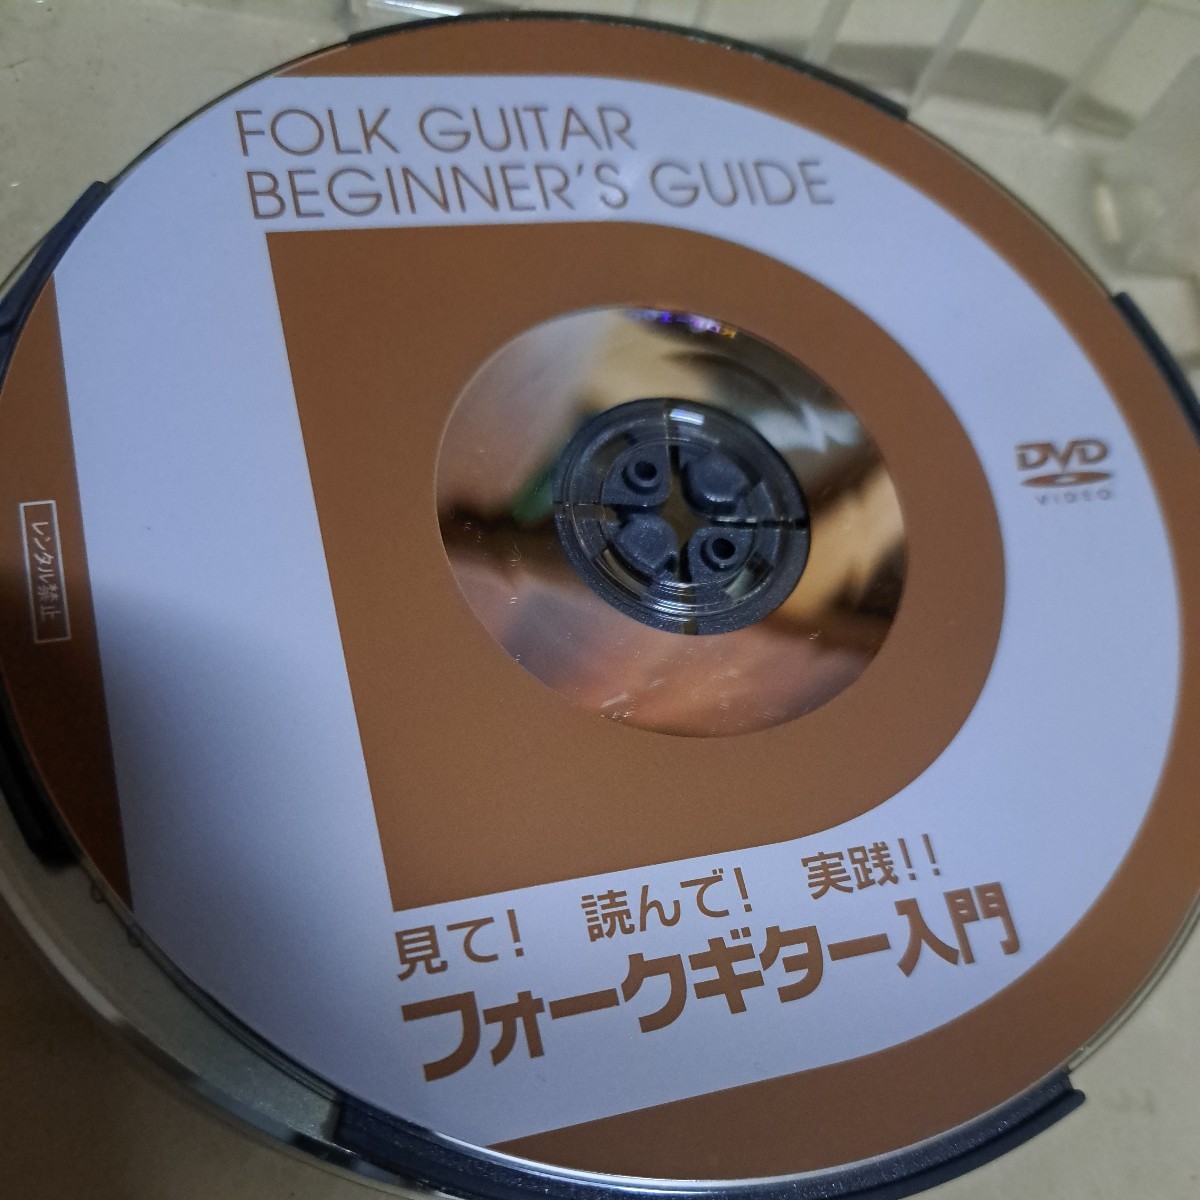 FOLK GUITAR
BEGINNER'S GUIDE
DVD
VIDEO
レンタル禁止
見て! 読んで! 実践!!
フォークギター入門